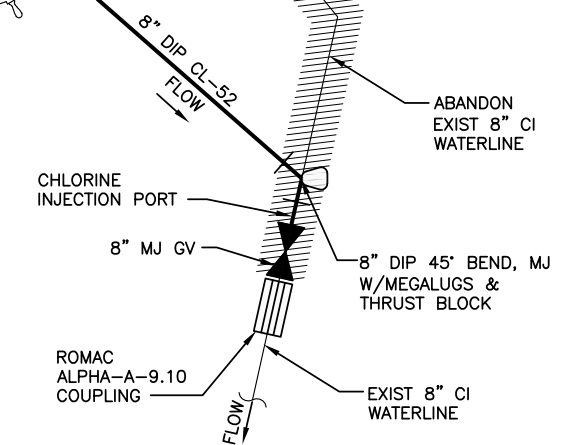 8" DIP CL-52
FLOW
ABANDON
EXIST 8" CI
WATERLINE
CHLORINE
INJECTION PORT
8" MJ GV
8" DIP 45° BEND, MJ
W/MEGALUGS &
THRUST BLOCK
ROMAC
ALPHA-A-9.10
COUPLING
EXIST 8" CI
WATERLINE
FLOW